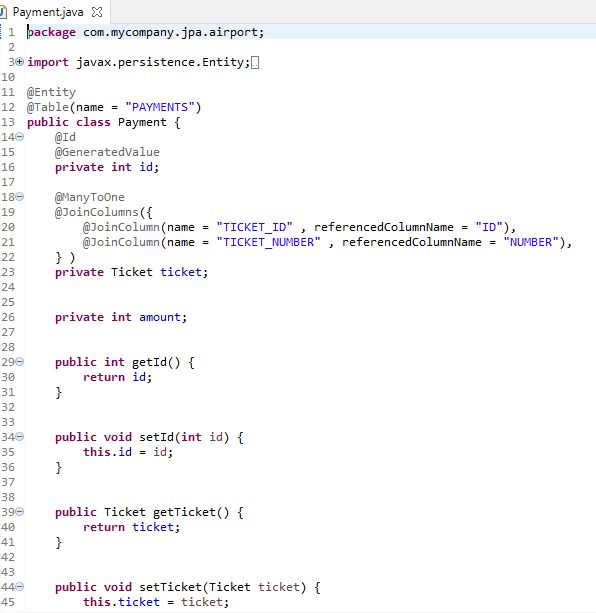 Payment.java
1 package com.mycompany.jpa.airport;
2
3 import javax.persistence.Entity;
10
11 @Entity
12 @Table(name = "PAYMENTS")
13 public class Payment {
14 @Id
15 @GeneratedValue
16 private int id;
17
18 @ManyToOne
19 @JoinColumns({
20 @JoinColumn(name = "TICKET_ID" , referencedColumnName = "ID"),
21 @JoinColumn(name = "TICKET_NUMBER" , referencedColumnName = "NUMBER"),
22 } )
23 private Ticket ticket;
24
25
26 private int amount;
27
28
29 public int getId() {
30 return id;
31 }
32
33
34 public void setId(int id) {
35 this.id = id;
36 }
37
38
39 public Ticket getTicket() {
40 return ticket;
41 }
42
43
44 public void setTicket(Ticket ticket) {
45 this.ticket = ticket;